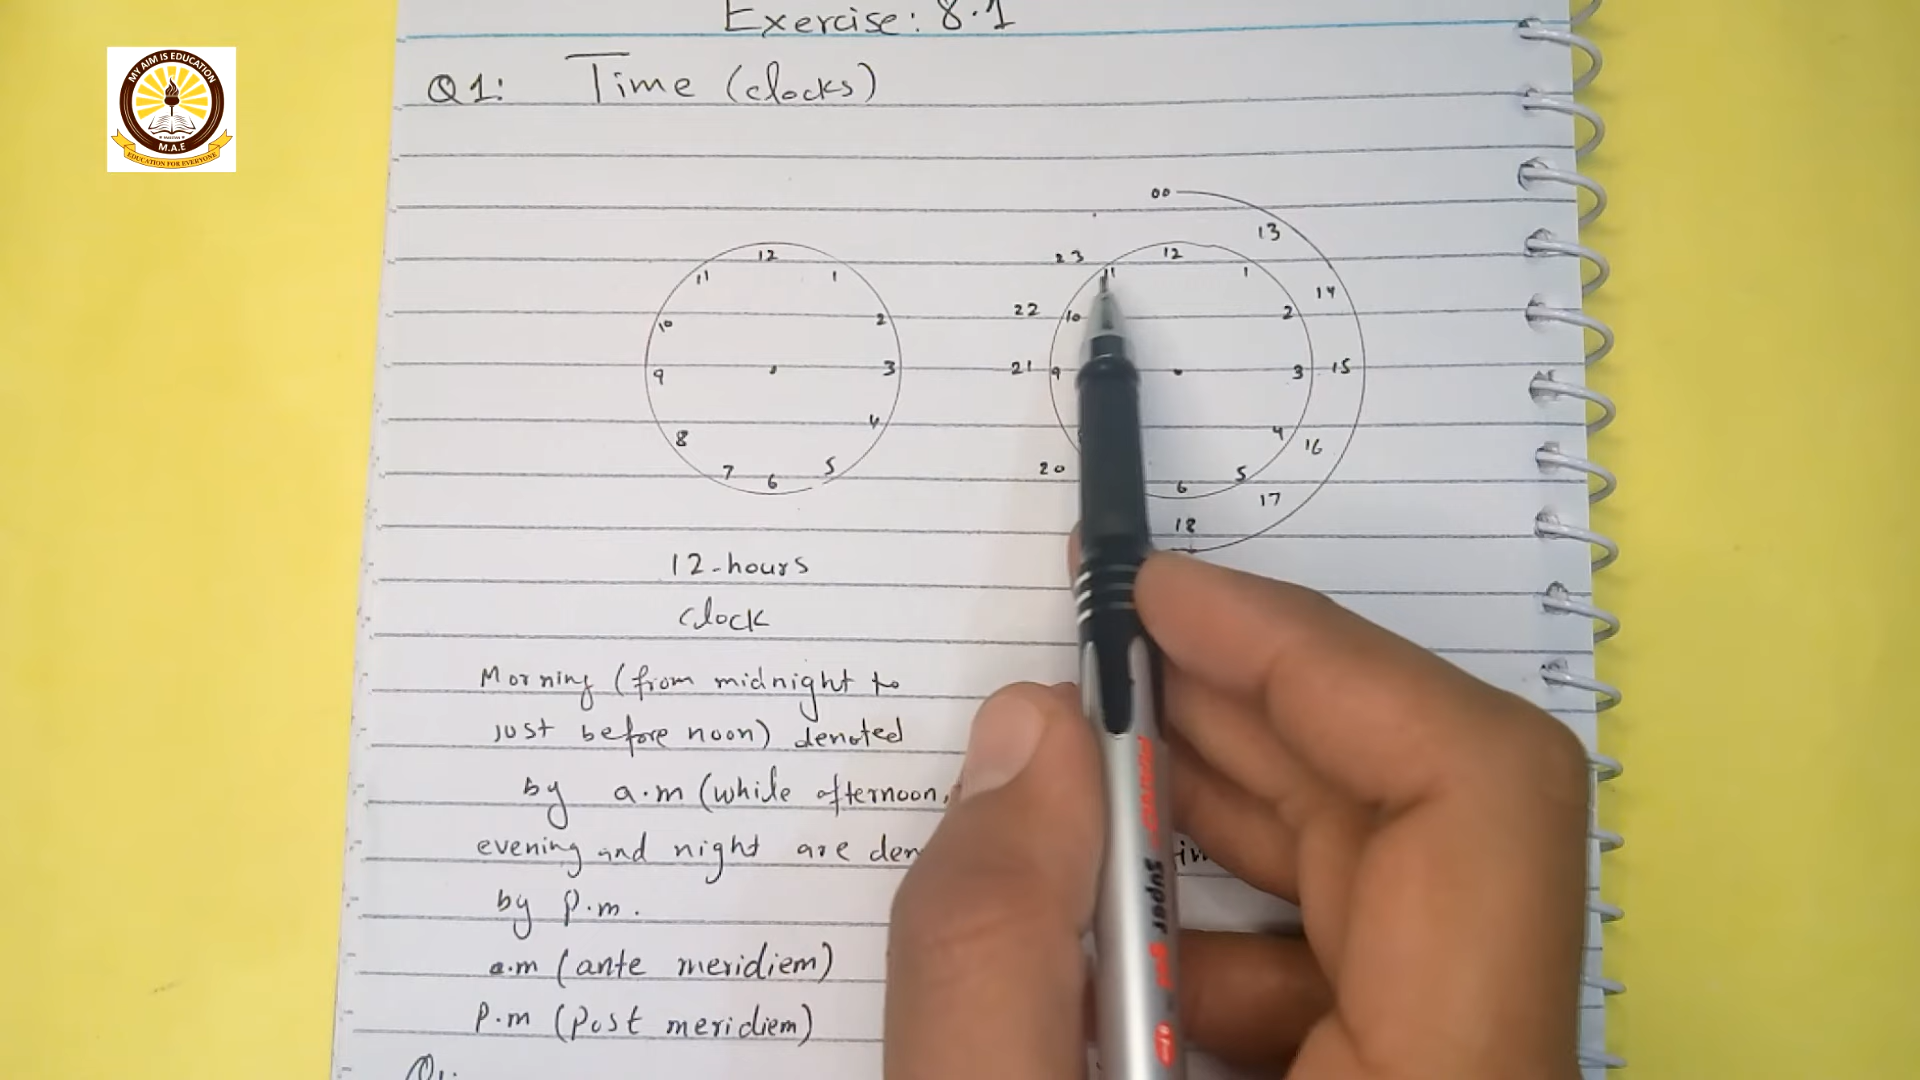 Exercise: 8.1
MY AIM IS EDUCATION
M.A.E
EDUCATION FOR EVERYONE
Q1: Time (clocks)
12
1
2
3
4
5
6
7
8
9
10
11
00
13
14
15
16
17
18
20
21
22
23
12
1
2
3
4
5
6
9
10
11
12-hours
clock
Morning (from midnight to
just before noon) denoted
by a.m (while afternoon,
evening and night are den
by P.m.
a.m (ante meridiem)
P.m (Post meridiem)
super